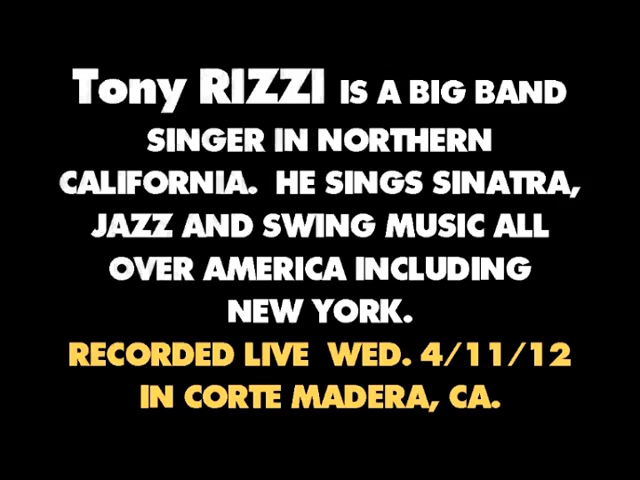 Tony RIZZI IS A BIG BAND
SINGER IN NORTHERN
CALIFORNIA. HE SINGS SINATRA,
JAZZ AND SWING MUSIC ALL
OVER AMERICA INCLUDING
NEW YORK.
RECORDED LIVE WED. 4/11/12
IN CORTE MADERA, CA.